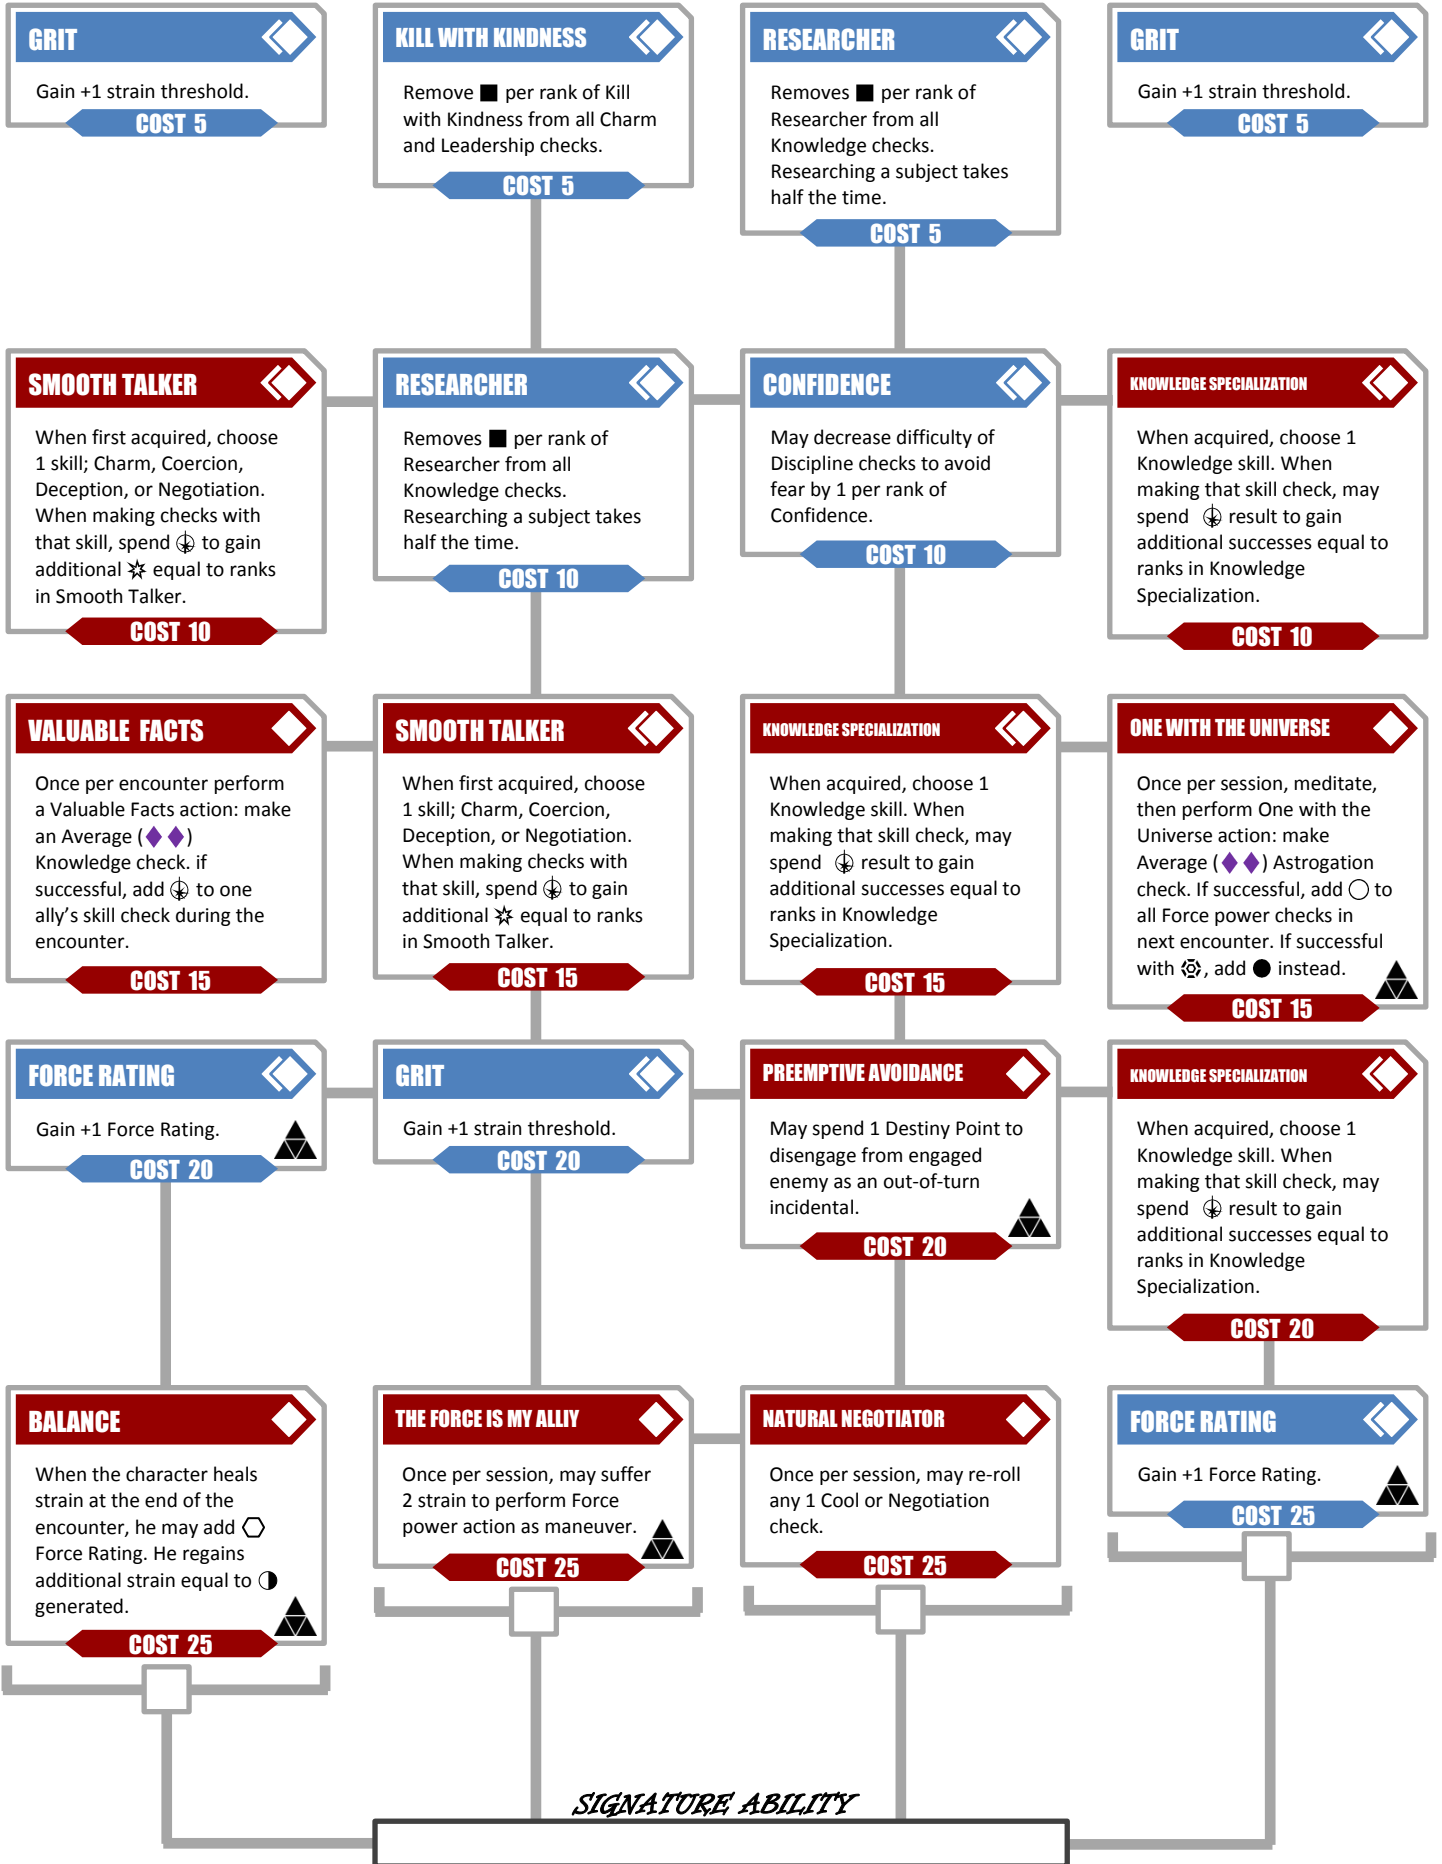 GRIT
Gain +1 strain threshold.
COST 5
KILL WITH KINDNESS
Remove ■ per rank of Kill
with Kindness from all Charm
and Leadership checks.
COST 5
RESEARCHER
Removes ■ per rank of
Researcher from all
Knowledge checks.
Researching a subject takes
half the time.
COST 5
GRIT
Gain +1 strain threshold.
COST 5
SMOOTH TALKER
When first acquired, choose
1 skill; Charm, Coercion,
Deception, or Negotiation.
When making checks with
that skill, spend to gain
additional equal to ranks
in Smooth Talker.
COST 10
RESEARCHER
Removes ■ per rank of
Researcher from all
Knowledge checks.
Researching a subject takes
half the time.
COST 10
CONFIDENCE
May decrease difficulty of
Discipline checks to avoid
fear by 1 per rank of
Confidence.
COST 10
KNOWLEDGE SPECIALIZATION
When acquired, choose 1
Knowledge skill. When
making that skill check, may
spend result to gain
additional successes equal to
ranks in Knowledge
Specialization.
COST 10
VALUABLE FACTS
Once per encounter perform
a Valuable Facts action: make
an Average (♦♦)
Knowledge check. if
successful, add to one
ally's skill check during the
encounter.
COST 15
SMOOTH TALKER
When first acquired, choose
1 skill; Charm, Coercion,
Deception, or Negotiation.
When making checks with
that skill, spend to gain
additional equal to ranks
in Smooth Talker.
COST 15
KNOWLEDGE SPECIALIZATION
When acquired, choose 1
Knowledge skill. When
making that skill check, may
spend result to gain
additional successes equal to
ranks in Knowledge
Specialization.
COST 15
ONE WITH THE UNIVERSE
Once per session, meditate,
then perform One with the
Universe action: make
Average (♦♦) Astrogation
check. If successful, add ○ to
all Force power checks in
next encounter. If successful
with , add ● instead.
COST 15
FORCE RATING
Gain +1 Force Rating.
COST 20
GRIT
Gain +1 strain threshold.
COST 20
PREEMPTIVE AVOIDANCE
May spend 1 Destiny Point to
disengage from engaged
enemy as an out-of-turn
incidental.
COST 20
KNOWLEDGE SPECIALIZATION
When acquired, choose 1
Knowledge skill. When
making that skill check, may
spend result to gain
additional successes equal to
ranks in Knowledge
Specialization.
COST 20
BALANCE
When the character heals
strain at the end of the
encounter, he may add ⬡
Force Rating. He regains
additional strain equal to ◑
generated.
COST 25
THE FORCE IS MY ALLIY
Once per session, may suffer
2 strain to perform Force
power action as maneuver.
COST 25
NATURAL NEGOTIATOR
Once per session, may re-roll
any 1 Cool or Negotiation
check.
COST 25
FORCE RATING
Gain +1 Force Rating.
COST 25
SIGNATURE ABILITY